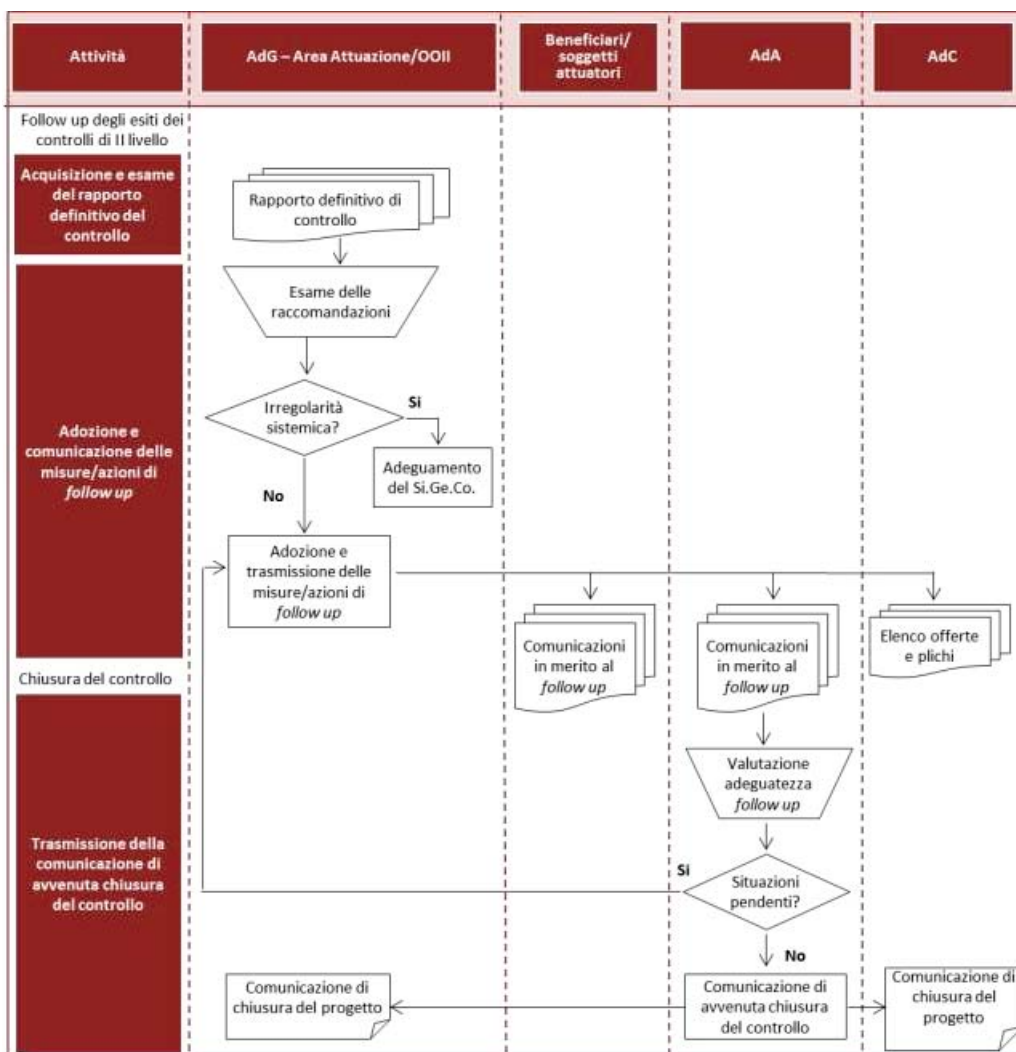 Attività
AdG – Area Attuazione/OOII
Beneficiari/
soggetti
attuatori
AdA
AdC
Follow up degli esiti dei
controlli di II livello
Acquisizione e esame
del rapporto
definitivo del
controllo
Rapporto definitivo di
controllo
Esame delle
raccomandazioni
Adozione e
comunicazione delle
misure/azioni di
follow up
Irregolarità
sistemica?
Si
Adeguamento
del Si.Ge.Co.
No
Adozione e
trasmissione delle
misure/azioni di
follow up
Comunicazioni
in merito al
follow up
Comunicazioni
in merito al
follow up
Elenco offerte
e plichi
Chiusura del controllo
Trasmissione della
comunicazione di
avvenuta chiusura
del controllo
Valutazione
adeguatezza
follow up
Si
Situazioni
pendenti?
No
Comunicazione di
chiusura del progetto
Comunicazione di
avvenuta chiusura
del controllo
Comunicazione di
chiusura del
progetto